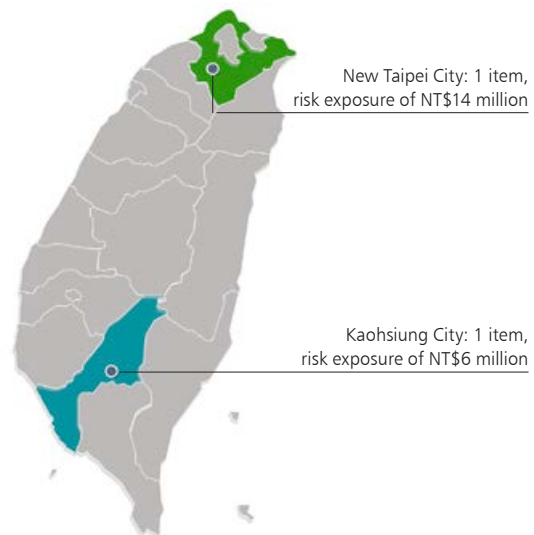 New Taipei City: 1 item,
risk exposure of NT$14 million
Kaohsiung City: 1 item,
risk exposure of NT$6 million